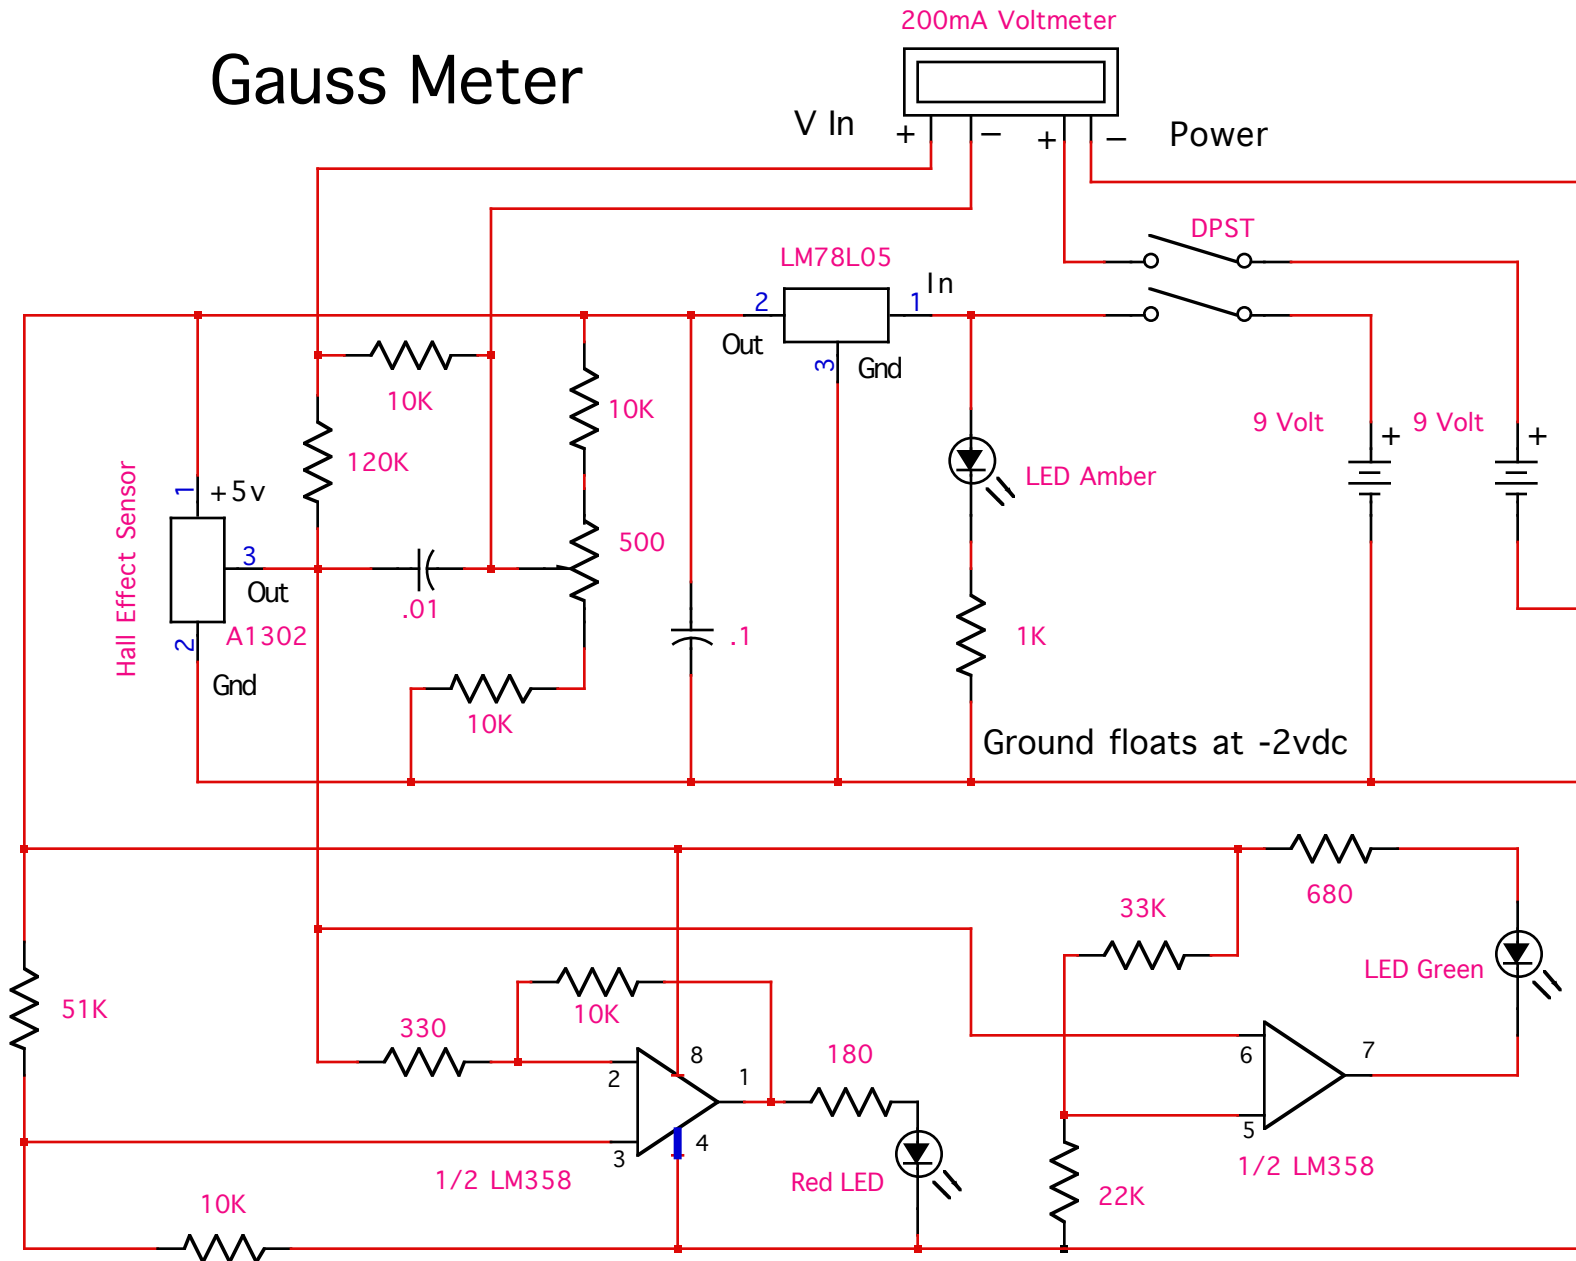 200mA Voltmeter
Gauss Meter
V In
+
−
+
−
Power
DPST
LM78L05
In
2
1
Out
3
Gnd
10K
10K
120K
9 Volt
+
9 Volt
+
LED Amber
Hall Effect Sensor
1
+5v
3
Out
500
.01
2
A1302
.1
1K
Gnd
10K
Ground floats at -2vdc
680
33K
LED Green
51K
10K
330
180
8
2
1
6
7
5
3
4
1/2 LM358
1/2 LM358
Red LED
22K
10K